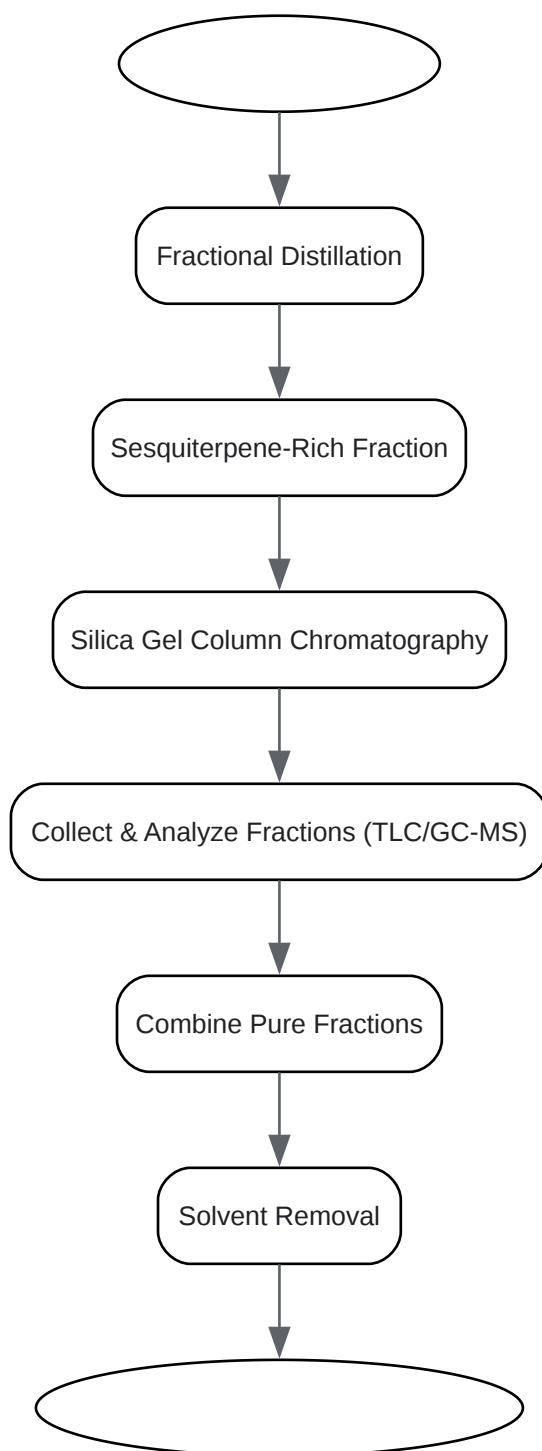 Fractional Distillation
Sesquiterpene-Rich Fraction
Silica Gel Column Chromatography
Collect & Analyze Fractions (TLC/GC-MS)
Combine Pure Fractions
Solvent Removal